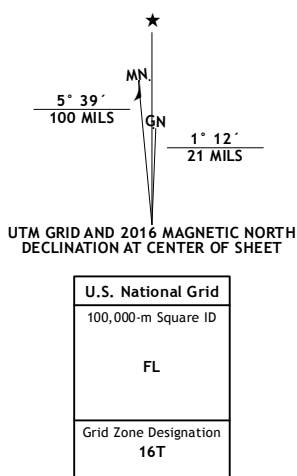 ★
MN.
GN
5° 39´
100 MILS
1° 12´
21 MILS
UTM GRID AND 2016 MAGNETIC NORTH
DECLINATION AT CENTER OF SHEET
U.S. National Grid
100,000-m Square ID
FL
Grid Zone Designation
16T